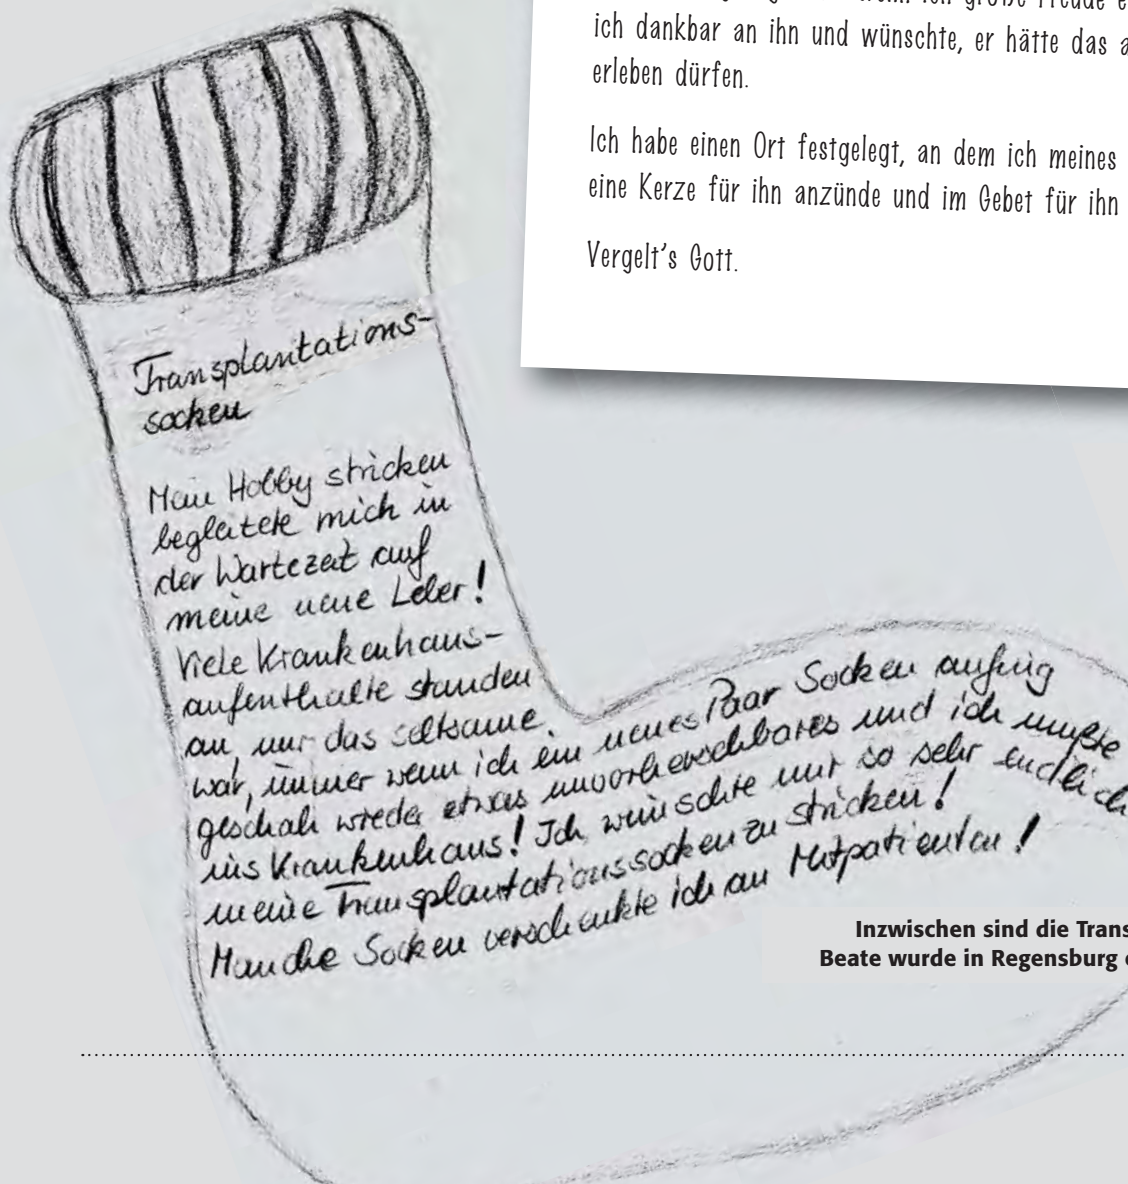 ich dankbar an ihn und wünschte, er hätte das
erleben dürfen.
Ich habe einen Ort festgelegt, an dem ich meines
eine Kerze für ihn anzünde und im Gebet für ihn
Vergelt's Gott.
Transplantations-
socken
Mein Hobby stricken
begleitete mich in
der Wartezeit auf
meine neue Leber!
Viele Krankenhaus-
aufenthalte standen
an, nur das seltsame
war, immer wenn ich ein neues Paar Socken anfing
geschah wieder etwas unvorhersehbares und ich mußte
ins Krankenhaus! Ich wünschte mir so sehr endlich
meine Transplantationssocken zu stricken!
Manche Socken verschenkte ich an Mitpatienten!
Inzwischen sind die Trans
Beate wurde in Regensburg